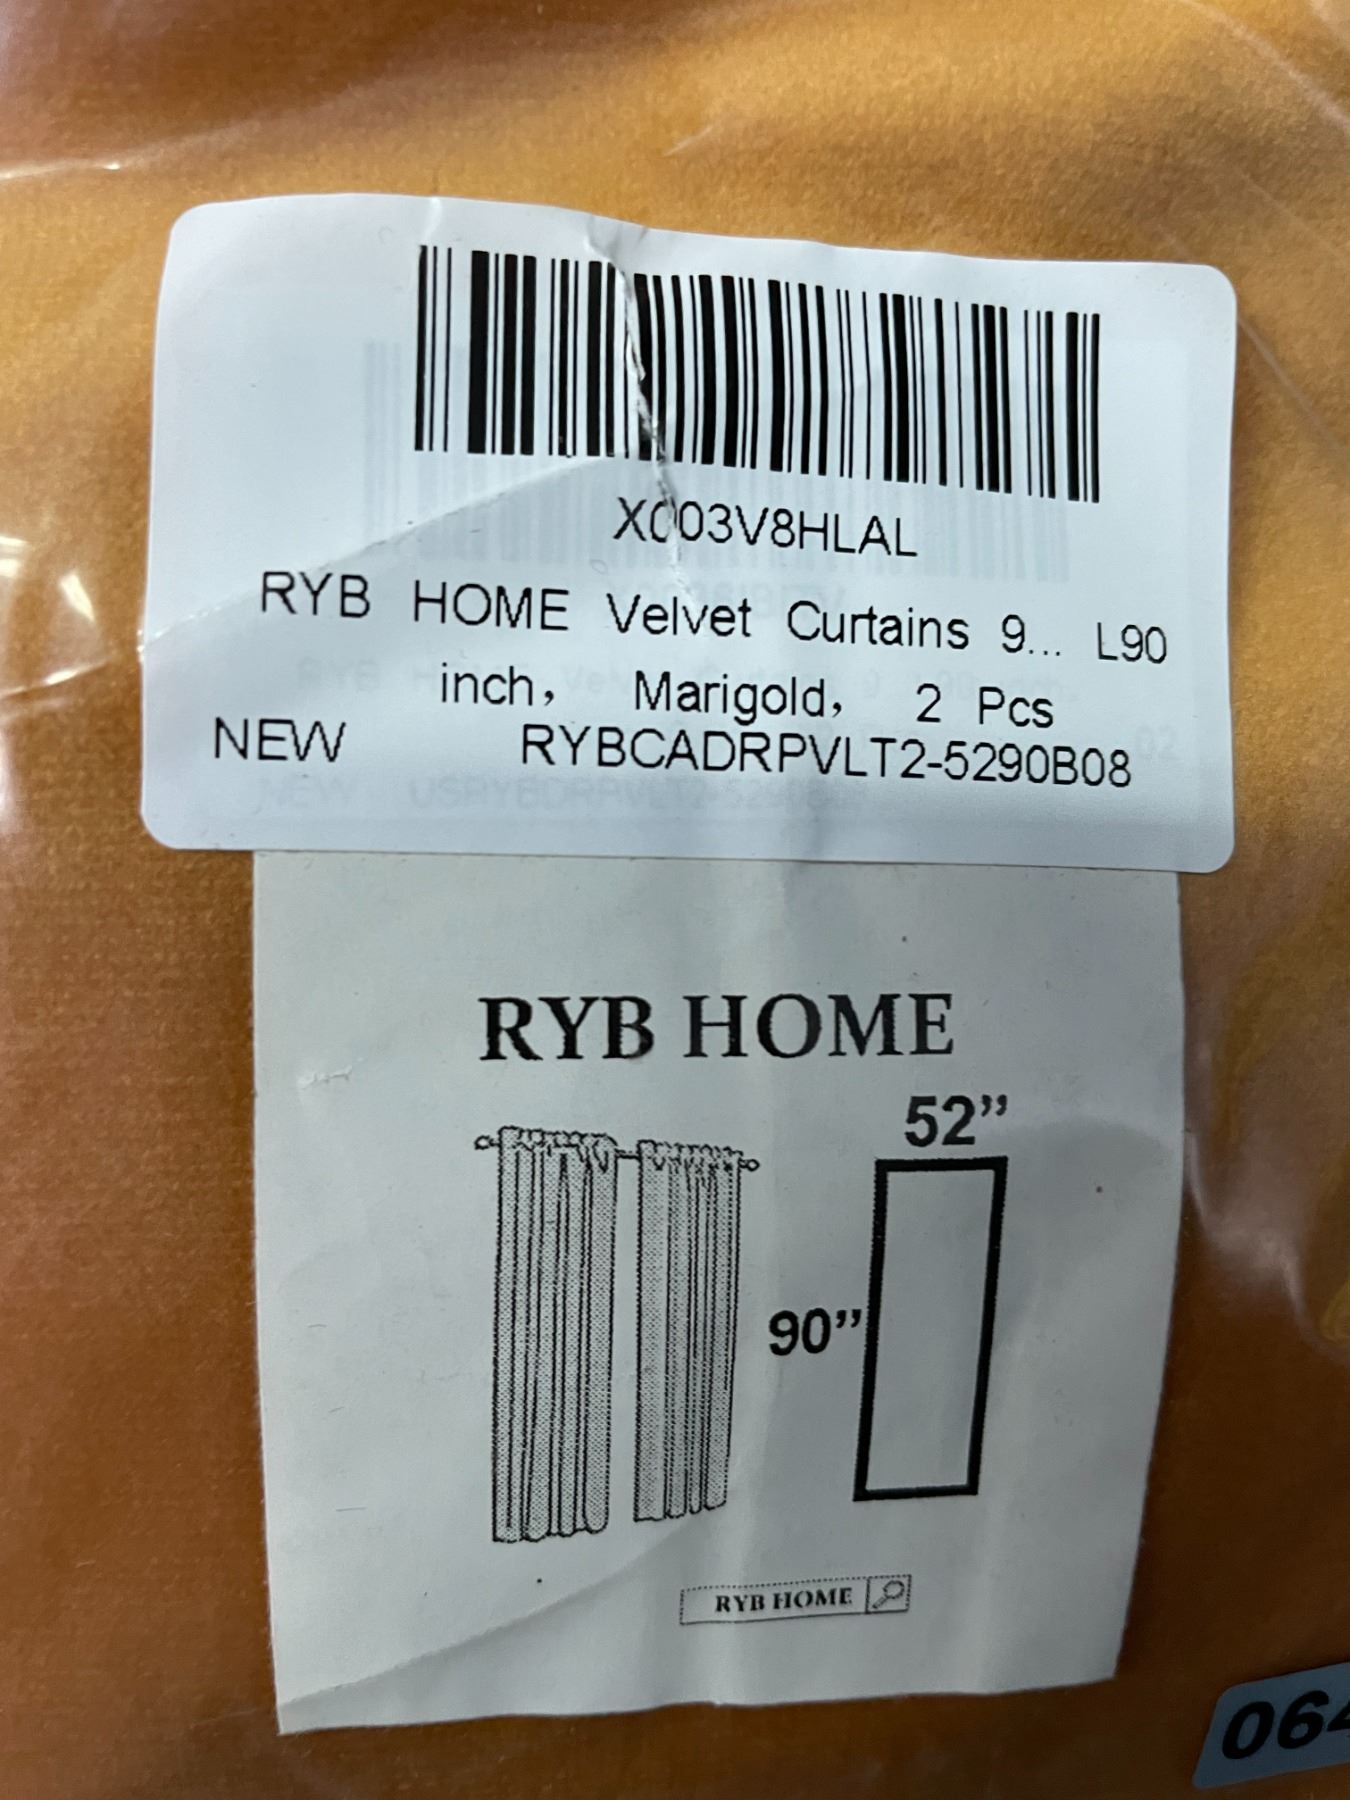 X003V8HLAL
RYB HOME Velvet Curtains 9... L90
inch, Marigold, 2 Pcs
NEW RYBCADRPVLT2-5290B08
RYB HOME
52”
90”
RYB HOME
064